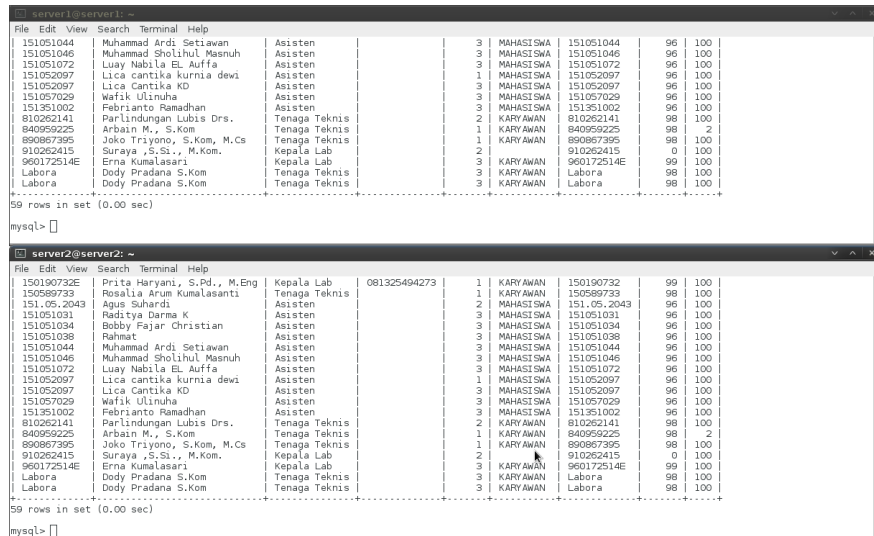 server1@server1: ~
File Edit View Search Terminal Help
| 151051044 | Muhammad Ardi Setiawan | Asisten | | 3 | MAHASISWA | 151051044 | 96 | 100 |
| 151051046 | Muhammad Sholihul Masnuh | Asisten | | 3 | MAHASISWA | 151051046 | 96 | 100 |
| 151051072 | Luay Nabila EL Auffa | Asisten | | 3 | MAHASISWA | 151051072 | 96 | 100 |
| 151052097 | Lica cantika kurnia dewi | Asisten | | 1 | MAHASISWA | 151052097 | 96 | 100 |
| 151052097 | Lica Cantika KD | Asisten | | 3 | MAHASISWA | 151052097 | 96 | 100 |
| 151057029 | Wafik Ulinuha | Asisten | | 3 | MAHASISWA | 151057029 | 96 | 100 |
| 151351002 | Febrianto Ramadhan | Asisten | | 3 | MAHASISWA | 151351002 | 96 | 100 |
| 810262141 | Parlindungan Lubis Drs. | Tenaga Teknis | | 2 | KARYAWAN | 810262141 | 98 | 100 |
| 840959225 | Arbain M., S.Kom | Tenaga Teknis | | 1 | KARYAWAN | 840959225 | 98 | 2 |
| 890867395 | Joko Triyono, S.Kom, M.Cs | Tenaga Teknis | | 1 | KARYAWAN | 890867395 | 98 | 100 |
| 910262415 | Suraya ,S.Si., M.Kom. | Kepala Lab | | 2 | | 910262415 | 0 | 100 |
| 960172514E | Erna Kumalasari | Kepala Lab | | 3 | KARYAWAN | 960172514E | 99 | 100 |
| Labora | Dody Pradana S.Kom | Tenaga Teknis | | 3 | KARYAWAN | Labora | 98 | 100 |
| Labora | Dody Pradana S.Kom | Tenaga Teknis | | 3 | KARYAWAN | Labora | 98 | 100 |
59 rows in set (0.00 sec)
mysql>
server2@server2: ~
File Edit View Search Terminal Help
| 150190732E | Prita Haryani, S.Pd., M.Eng | Kepala Lab | 081325494273 | 1 | KARYAWAN | 150190732 | 99 | 100 |
| 150589733 | Rosalia Arum Kumalasanti | Tenaga Teknis | | 1 | KARYAWAN | 150589733 | 98 | 100 |
| 151.05.2043 | Agus Suhardi | Asisten | | 2 | MAHASISWA | 151.05.2043 | 96 | 100 |
| 151051031 | Raditya Darma K | Asisten | | 3 | MAHASISWA | 151051031 | 96 | 100 |
| 151051034 | Bobby Fajar Christian | Asisten | | 3 | MAHASISWA | 151051034 | 96 | 100 |
| 151051038 | Rahmat | Asisten | | 3 | MAHASISWA | 151051038 | 96 | 100 |
| 151051044 | Muhammad Ardi Setiawan | Asisten | | 3 | MAHASISWA | 151051044 | 96 | 100 |
| 151051046 | Muhammad Sholihul Masnuh | Asisten | | 3 | MAHASISWA | 151051046 | 96 | 100 |
| 151051072 | Luay Nabila EL Auffa | Asisten | | 3 | MAHASISWA | 151051072 | 96 | 100 |
| 151052097 | Lica cantika kurnia dewi | Asisten | | 1 | MAHASISWA | 151052097 | 96 | 100 |
| 151052097 | Lica Cantika KD | Asisten | | 3 | MAHASISWA | 151052097 | 96 | 100 |
| 151057029 | Wafik Ulinuha | Asisten | | 3 | MAHASISWA | 151057029 | 96 | 100 |
| 151351002 | Febrianto Ramadhan | Asisten | | 3 | MAHASISWA | 151351002 | 96 | 100 |
| 810262141 | Parlindungan Lubis Drs. | Tenaga Teknis | | 2 | KARYAWAN | 810262141 | 98 | 100 |
| 840959225 | Arbain M., S.Kom | Tenaga Teknis | | 1 | KARYAWAN | 840959225 | 98 | 2 |
| 890867395 | Joko Triyono, S.Kom, M.Cs | Tenaga Teknis | | 1 | KARYAWAN | 890867395 | 98 | 100 |
| 910262415 | Suraya ,S.Si., M.Kom. | Kepala Lab | | 2 | | 910262415 | 0 | 100 |
| 960172514E | Erna Kumalasari | Kepala Lab | | 3 | KARYAWAN | 960172514E | 99 | 100 |
| Labora | Dody Pradana S.Kom | Tenaga Teknis | | 3 | KARYAWAN | Labora | 98 | 100 |
| Labora | Dody Pradana S.Kom | Tenaga Teknis | | 3 | KARYAWAN | Labora | 98 | 100 |
59 rows in set (0.00 sec)
mysql>